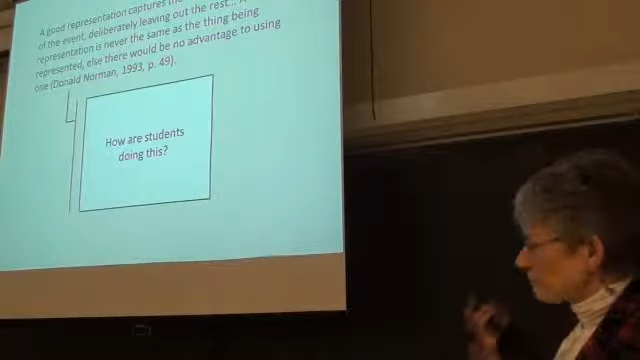 A good representation captures the
of the event, deliberately leaving out the rest...
representation is never the same as the thing being
represented, else there would be no advantage to using
one (Donald Norman, 1993, p. 49).
How are students
doing this?